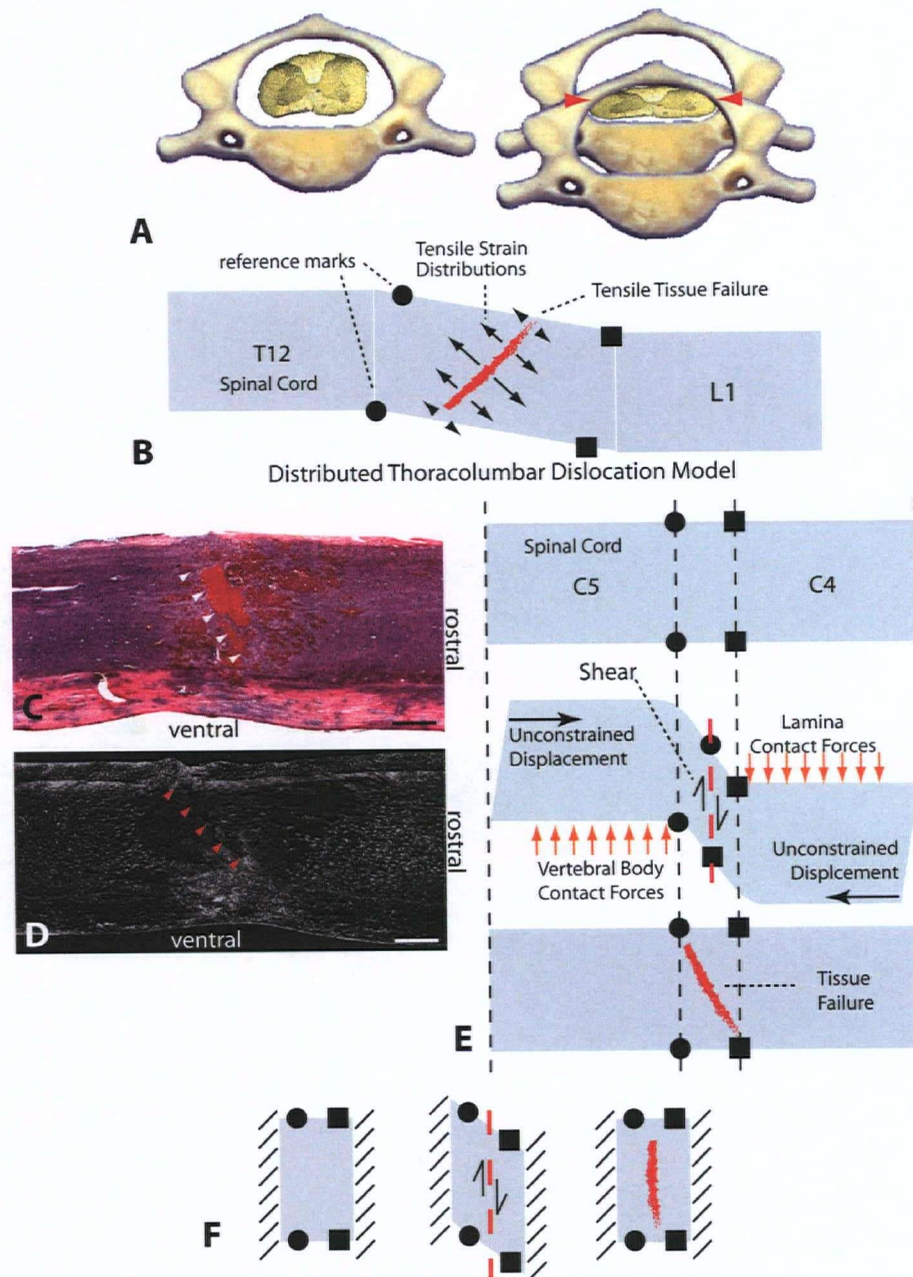 A
reference marks
Tensile Strain
Distributions
Tensile Tissue Failure
T12
Spinal Cord
L1
B
Distributed Thoracolumbar Dislocation Model
C
rostral
ventral
D
rostral
ventral
Spinal Cord
C5
C4
Shear
Unconstrained
Displacement
Lamina
Contact Forces
Vertebral Body
Contact Forces
Unconstrained
Displcement
Tissue
Failure
E
F